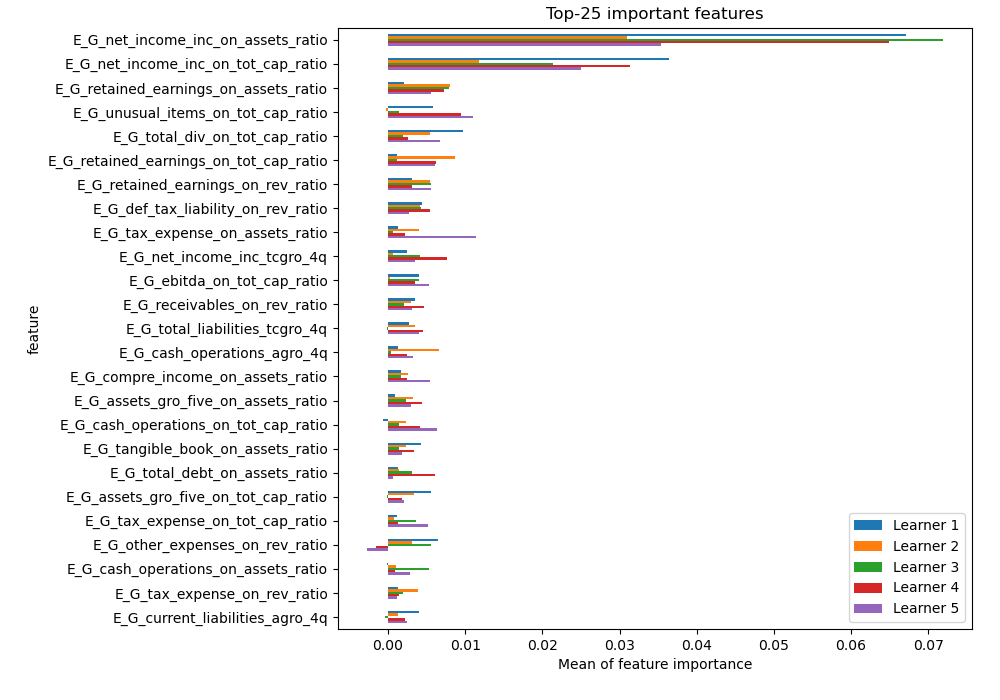 Top-25 important features
E_G_net_income_inc_on_assets_ratio
E_G_net_income_inc_on_tot_cap_ratio
E_G_retained_earnings_on_assets_ratio
E_G_unusual_items_on_tot_cap_ratio
E_G_total_div_on_tot_cap_ratio
E_G_retained_earnings_on_tot_cap_ratio
E_G_retained_earnings_on_rev_ratio
E_G_def_tax_liability_on_rev_ratio
E_G_tax_expense_on_assets_ratio
E_G_net_income_inc_tcgro_4q
E_G_ebitda_on_tot_cap_ratio
E_G_receivables_on_rev_ratio
E_G_total_liabilities_tcgro_4q
E_G_cash_operations_agro_4q
E_G_compre_income_on_assets_ratio
E_G_assets_gro_five_on_assets_ratio
E_G_cash_operations_on_tot_cap_ratio
E_G_tangible_book_on_assets_ratio
E_G_total_debt_on_assets_ratio
E_G_assets_gro_five_on_tot_cap_ratio
E_G_tax_expense_on_tot_cap_ratio
E_G_other_expenses_on_rev_ratio
E_G_cash_operations_on_assets_ratio
E_G_tax_expense_on_rev_ratio
E_G_current_liabilities_agro_4q
feature
Learner 1
Learner 2
Learner 3
Learner 4
Learner 5
0.00 0.01 0.02 0.03 0.04 0.05 0.06 0.07
Mean of feature importance